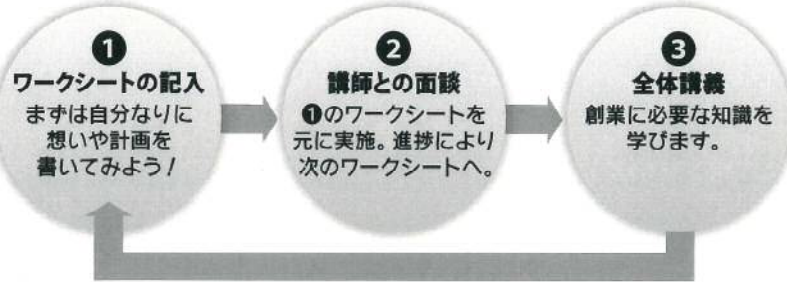 ❶
ワークシートの記入
まずは自分なりに
想いや計画を
書いてみよう!
❷
講師との面談
❶のワークシートを
元に実施。進捗により
次のワークシートへ。
❸
全体講義
創業に必要な知識を
学びます。